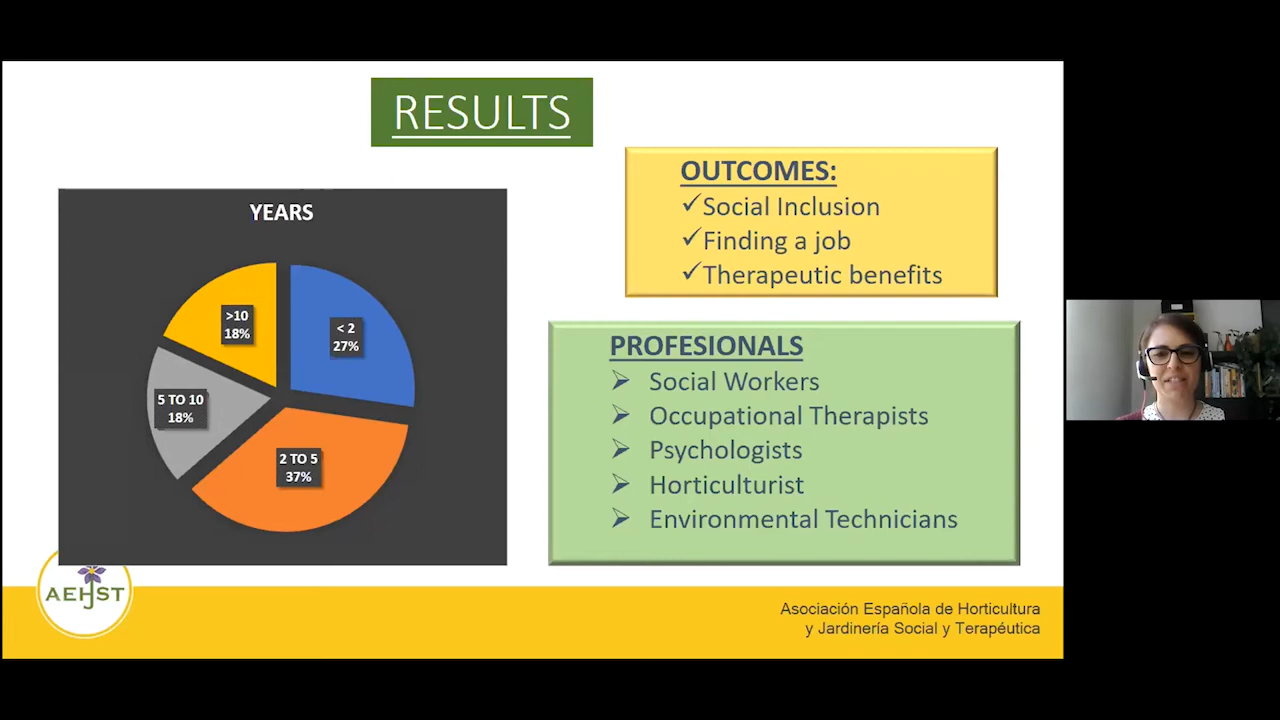 RESULTS
YEARS
>10
18%
< 2
27%
5 TO 10
18%
2 TO 5
37%
OUTCOMES:
✓Social Inclusion
✓Finding a job
✓Therapeutic benefits
PROFESIONALS
➢ Social Workers
➢ Occupational Therapists
➢ Psychologists
➢ Horticulturist
➢ Environmental Technicians
AEHJST
Asociación Española de Horticultura
y Jardinería Social y Terapéutica